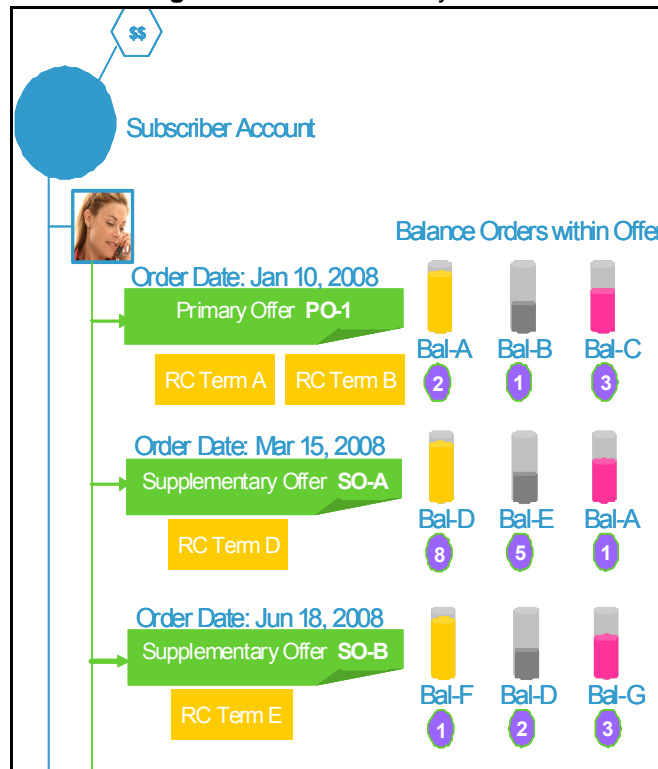 $$
Subscriber Account
Balance Orders within Offer
Order Date: Jan 10, 2008
Primary Offer PO-1
RC Term A
RC Term B
Bal-A
Bal-B
Bal-C
2
1
3
Order Date: Mar 15, 2008
Supplementary Offer SO-A
RC Term D
Bal-D
Bal-E
Bal-A
8
5
1
Order Date: Jun 18, 2008
Supplementary Offer SO-B
RC Term E
Bal-F
Bal-D
Bal-G
1
2
3